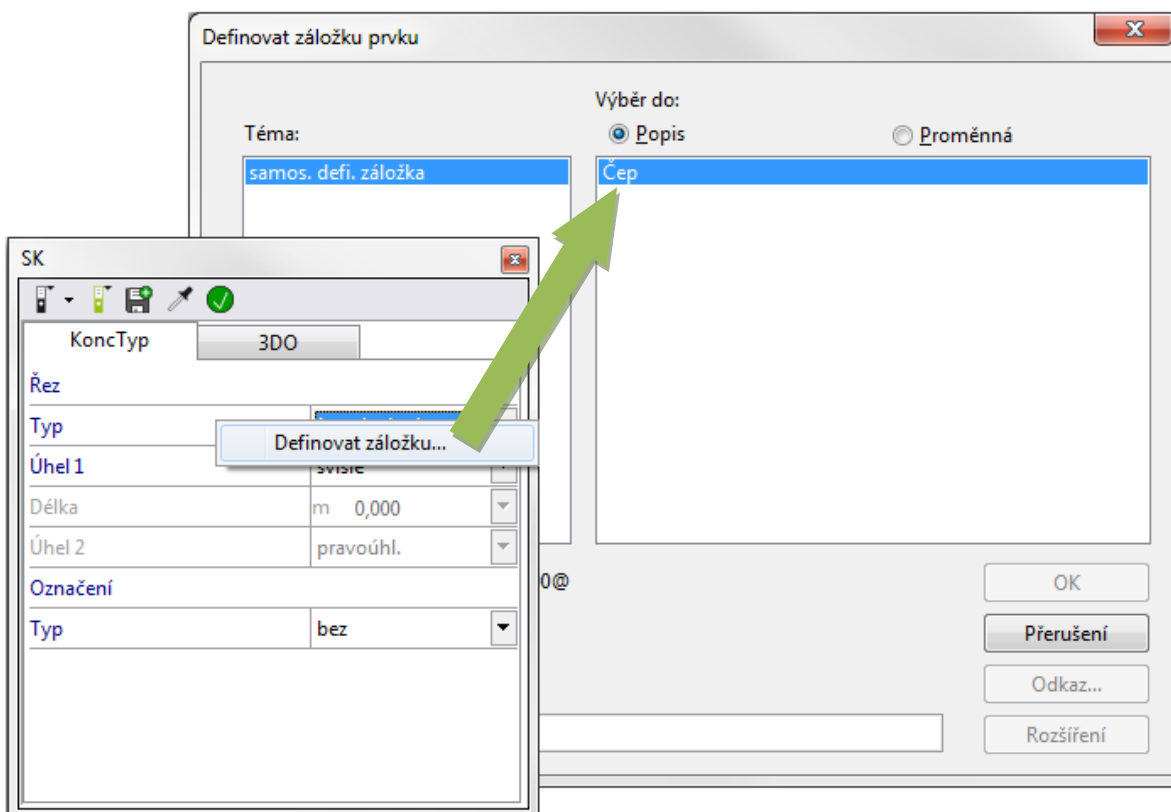 Definovat záložku prvku
Výběr do:
Téma:
Popis
Proměnná
samos. defi. záložka
Čep
SK
KoncTyp
3DO
Řez
Typ
Definovat záložku...
Úhel 1
svislé
Délka
m 0,000
Úhel 2
pravoúhl.
Označení
Typ
bez
0@
OK
Přerušení
Odkaz...
Rozšíření